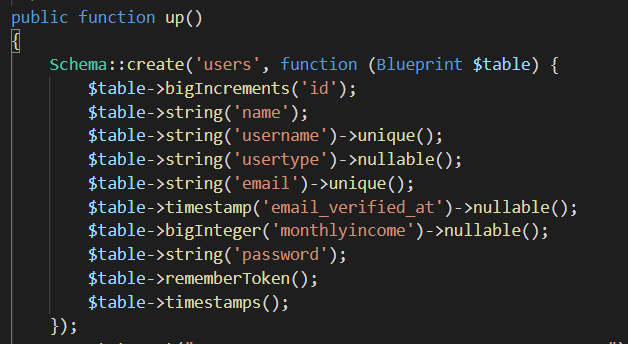 public function up()
{
Schema::create('users', function (Blueprint $table) {
$table->bigIncrements('id');
$table->string('name');
$table->string('username')->unique();
$table->string('usertype')->nullable();
$table->string('email')->unique();
$table->timestamp('email_verified_at')->nullable();
$table->bigInteger('monthlyincome')->nullable();
$table->string('password');
$table->rememberToken();
$table->timestamps();
});